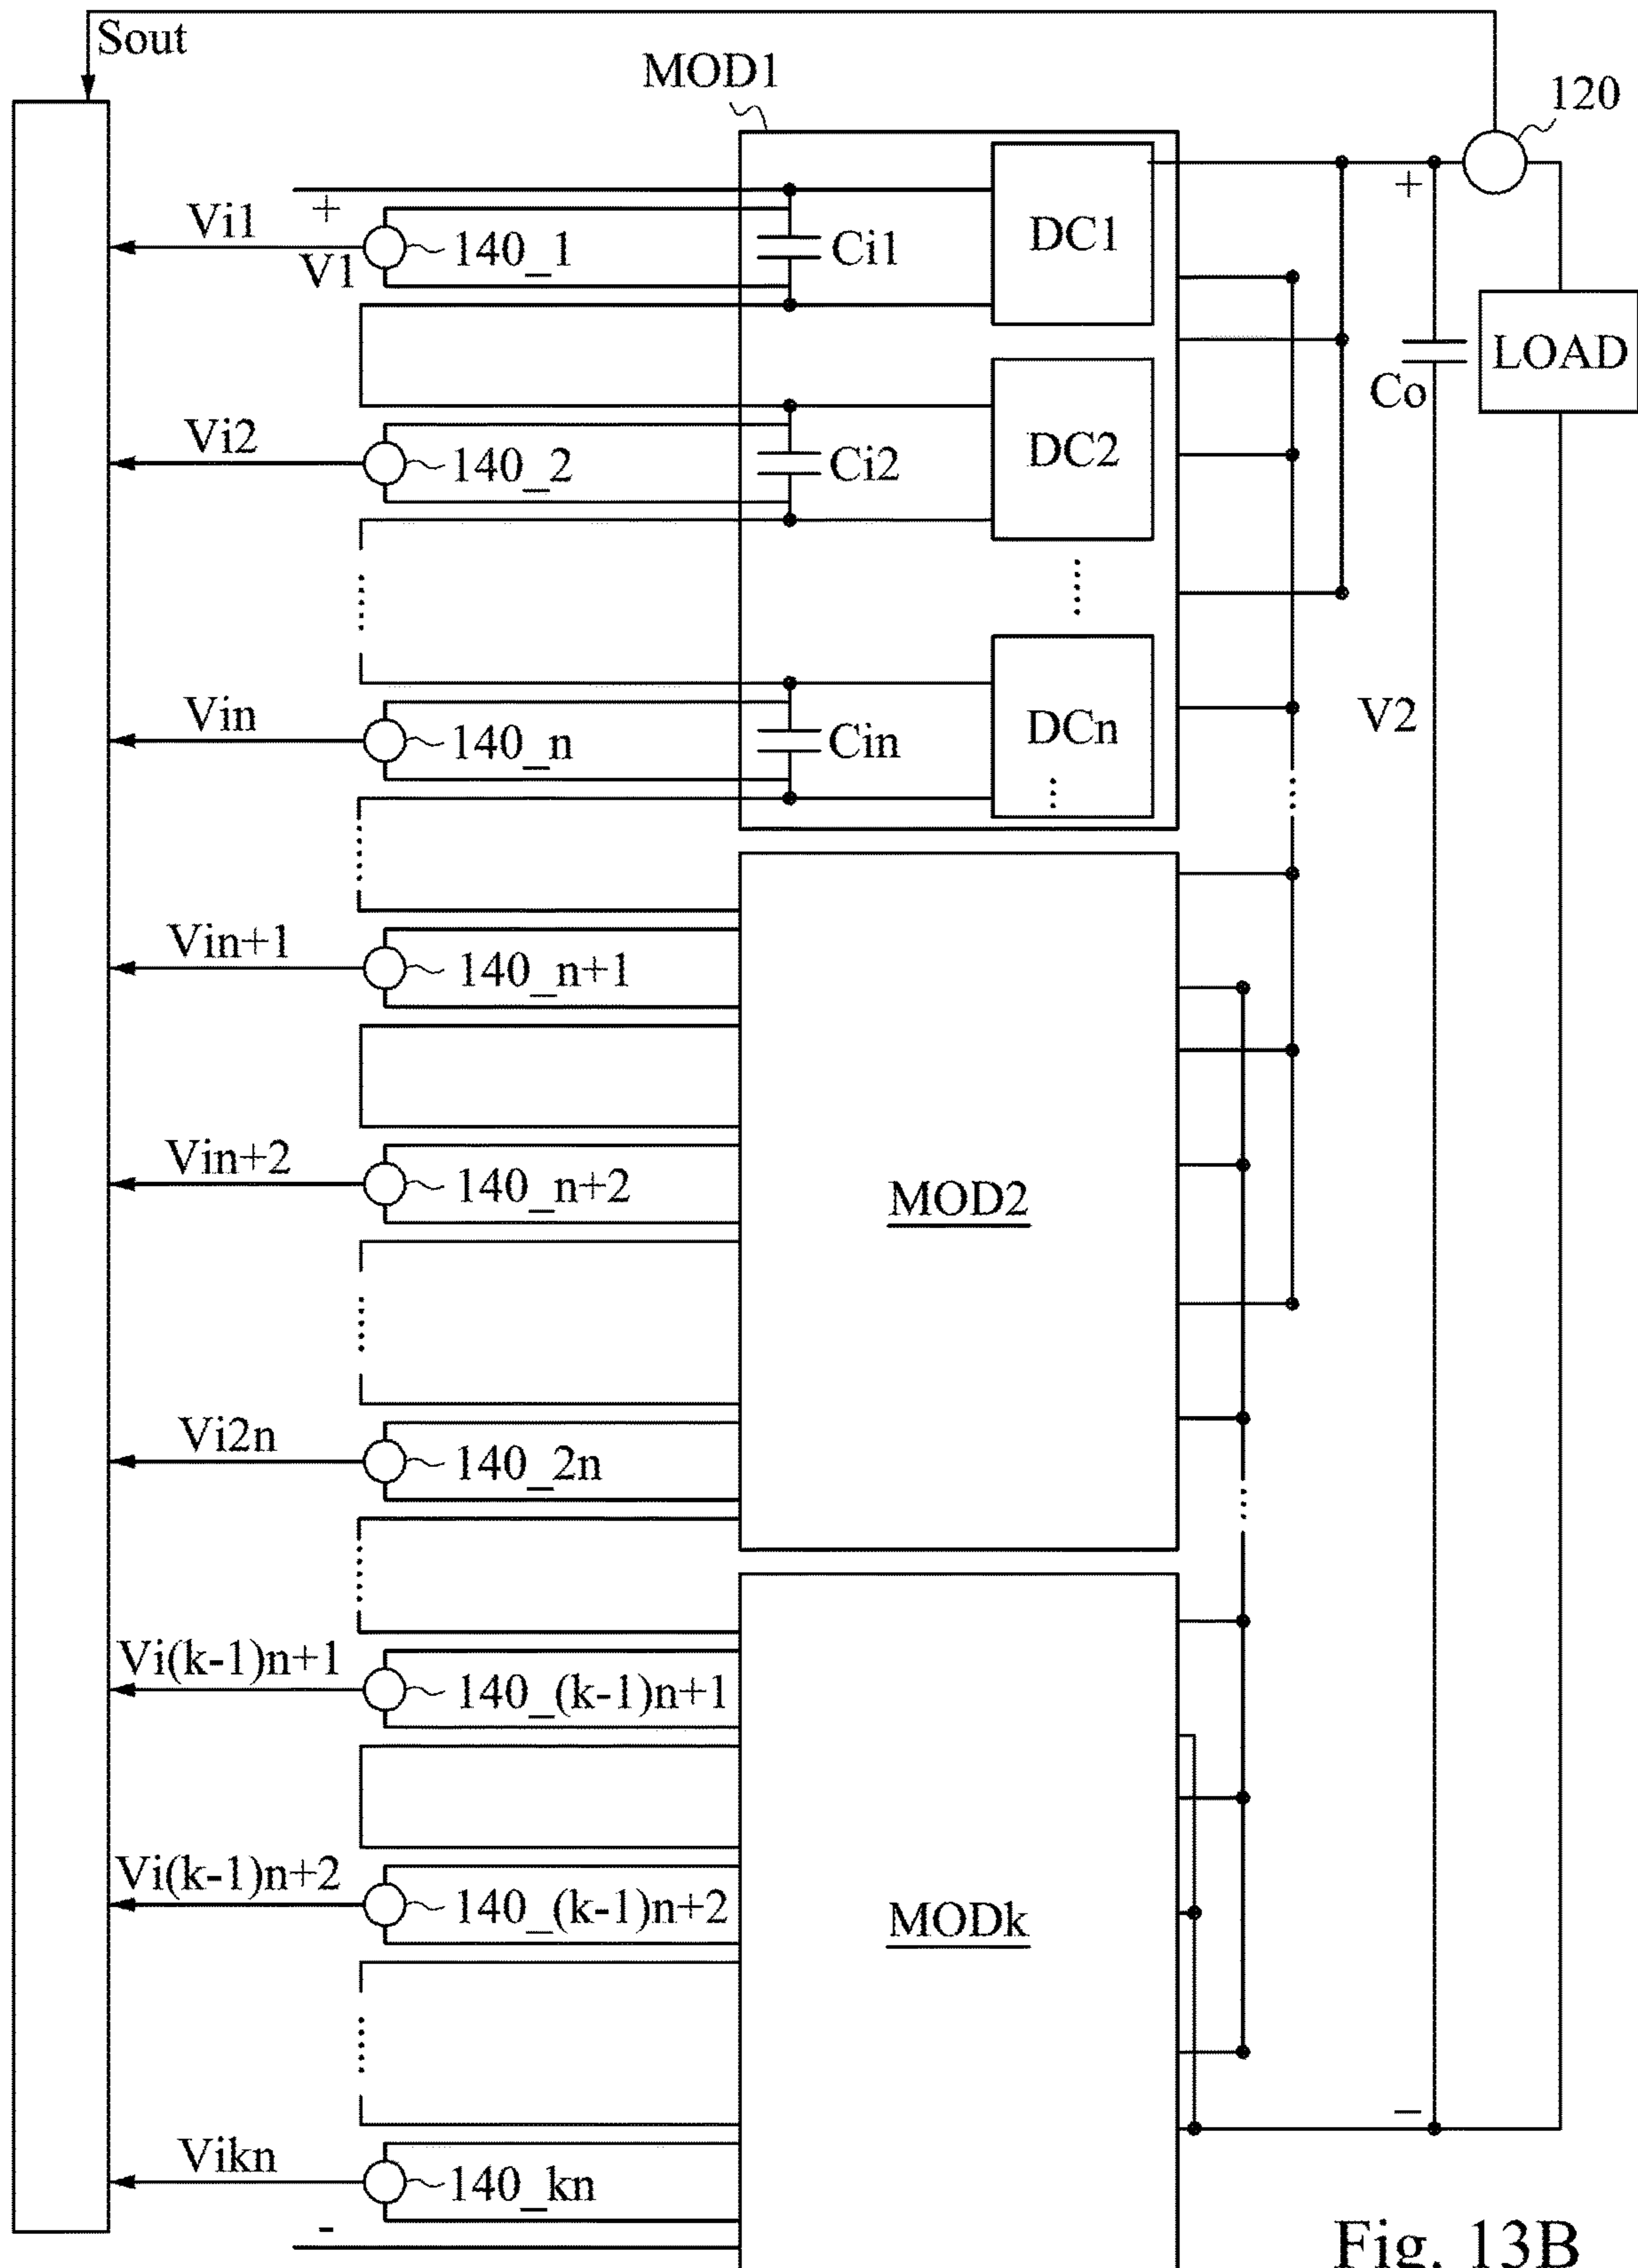 Sout
MOD1
120
+
+
Vi1
V1
140_1
Ci1
DC1
LOAD
Co
Vi2
140_2
Ci2
DC2
Vin
140_n
Cin
DCn
V2
Vin+1
140_n+1
Vin+2
140_n+2
MOD2
Vi2n
140_2n
Vi(k-1)n+1
140_(k-1)n+1
Vi(k-1)n+2
140_(k-1)n+2
MODk
−
Vikn
140_kn
-
Fig. 13B